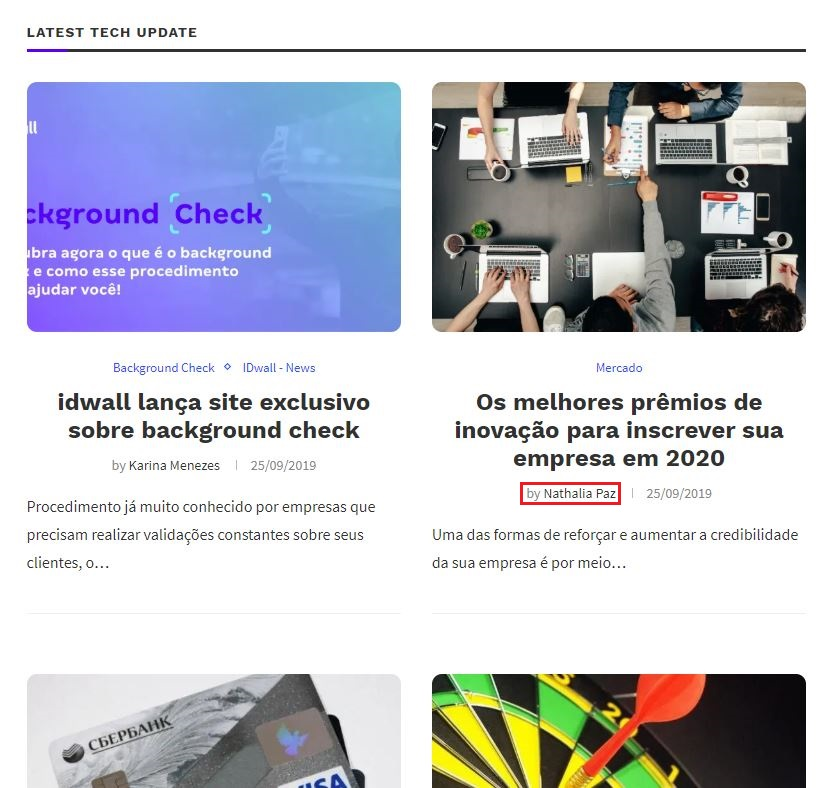 LATEST TECH UPDATE
ckground Check
o que é o background
e como esse procedimento
ajudar você!
Background Check
IDwall - News
idwall lança site exclusivo
sobre background check
by Karina Menezes
25/09/2019
Procedimento já muito conhecido por empresas que
precisam realizar validações constantes sobre seus
clientes, o…
Mercado
Os melhores prêmios de
inovação para inscrever sua
empresa em 2020
by Nathalia Paz
25/09/2019
Uma das formas de reforçar e aumentar a credibilidade
da sua empresa é por meio…
СБЕРБАНК
VISA
20
1